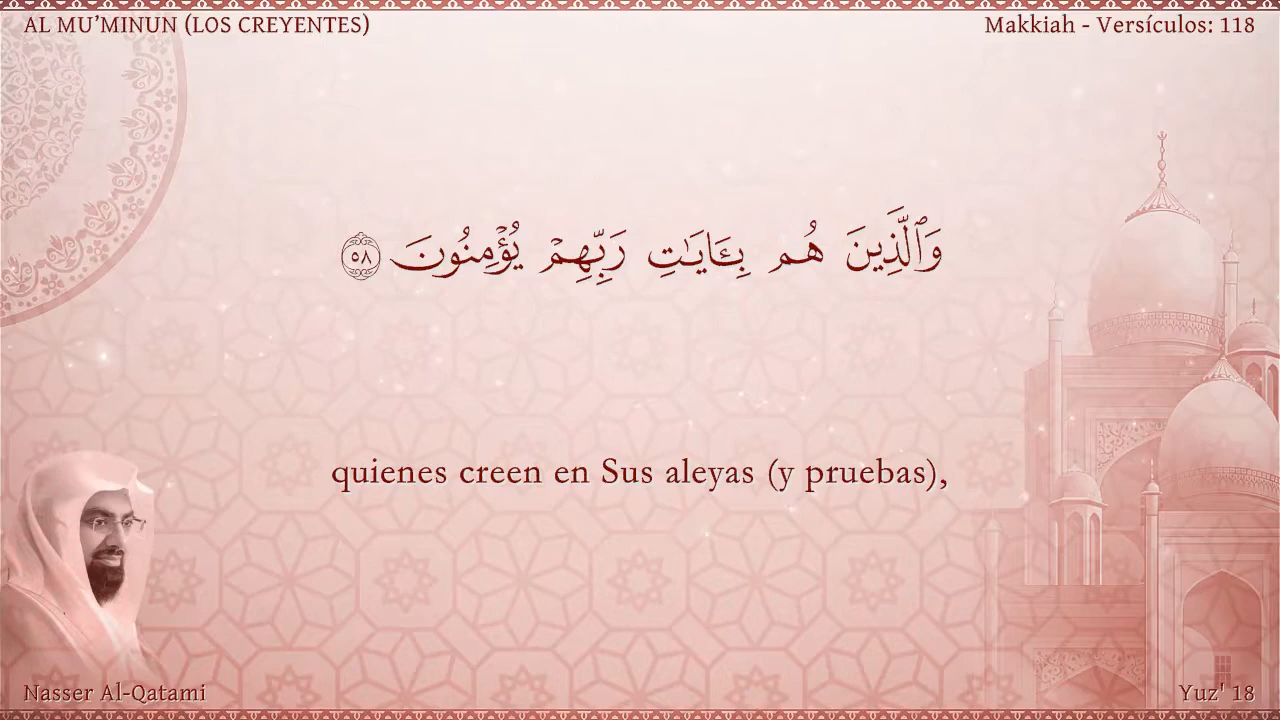 AL MU’MINUN (LOS CREYENTES)
Makkiah - Versículos: 118
وَٱلَّذِينَ هُم بِـَٔايَـٰتِ رَبِّهِمْ يُؤْمِنُونَ ٥٨
quienes creen en Sus aleyas (y pruebas),
Nasser Al-Qatami
Yuz' 18